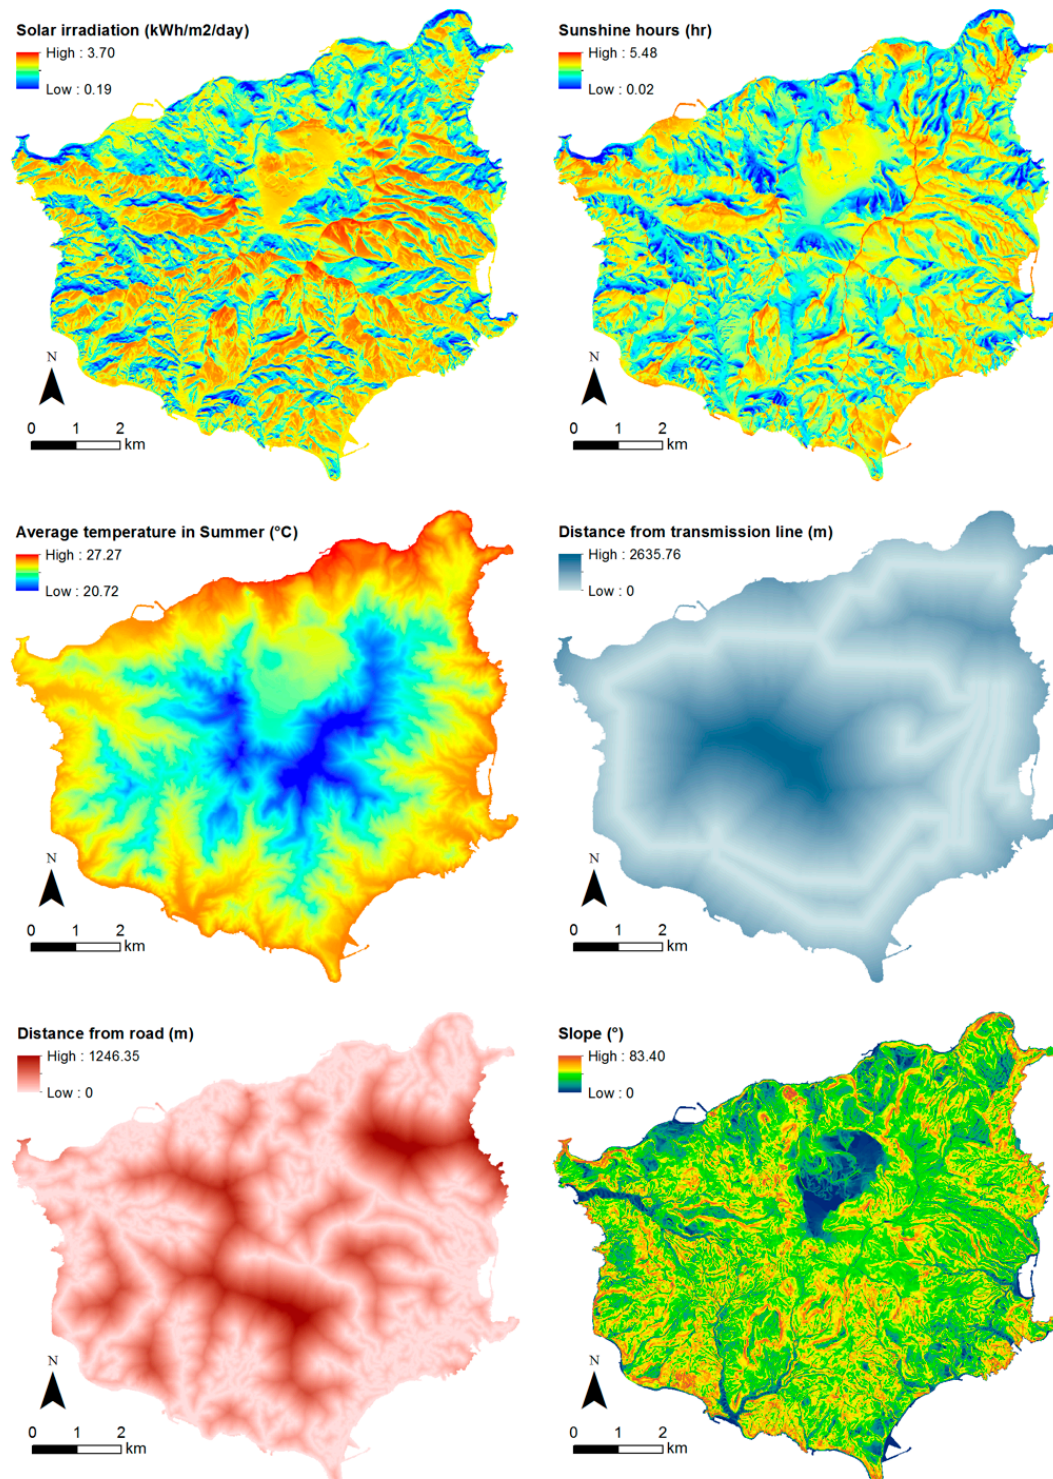 Solar irradiation (kWh/m2/day)
High : 3.70
Low : 0.19
N
0 1 2
km
Sunshine hours (hr)
High : 5.48
Low : 0.02
N
0 1 2
km
Average temperature in Summer (°C)
High : 27.27
Low : 20.72
N
0 1 2
km
Distance from transmission line (m)
High : 2635.76
Low : 0
N
0 1 2
km
Distance from road (m)
High : 1246.35
Low : 0
N
0 1 2
km
Slope (°)
High : 83.40
Low : 0
N
0 1 2
km